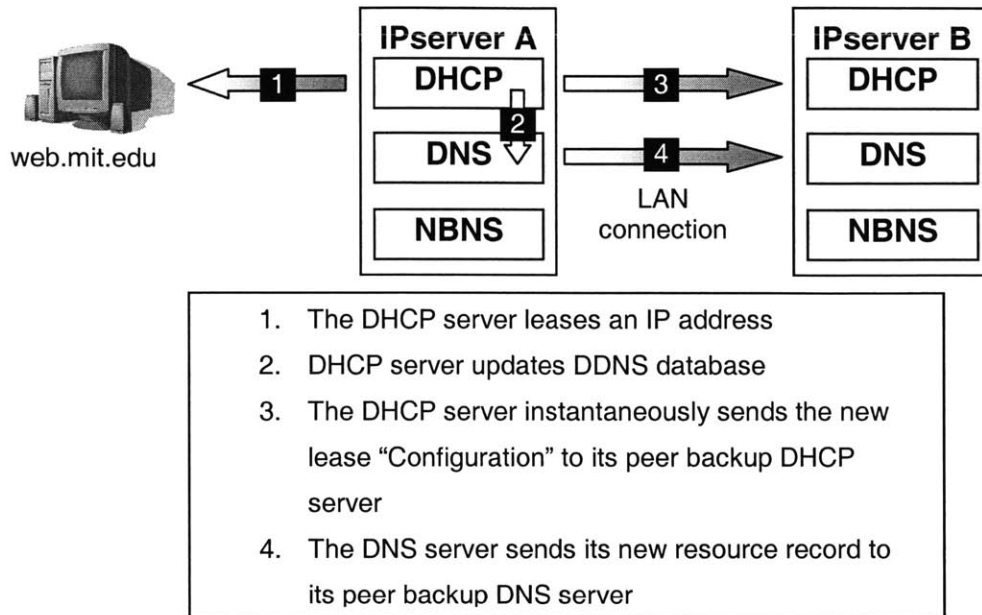 IPserver A
IPserver B
DHCP
1
3
DHCP
2
web.mit.edu
DNS
4
DNS
LAN
connection
NBNS
NBNS
1. The DHCP server leases an IP address
2. DHCP server updates DDNS database
3. The DHCP server instantaneously sends the new
lease “Configuration” to its peer backup DHCP
server
4. The DNS server sends its new resource record to
its peer backup DNS server